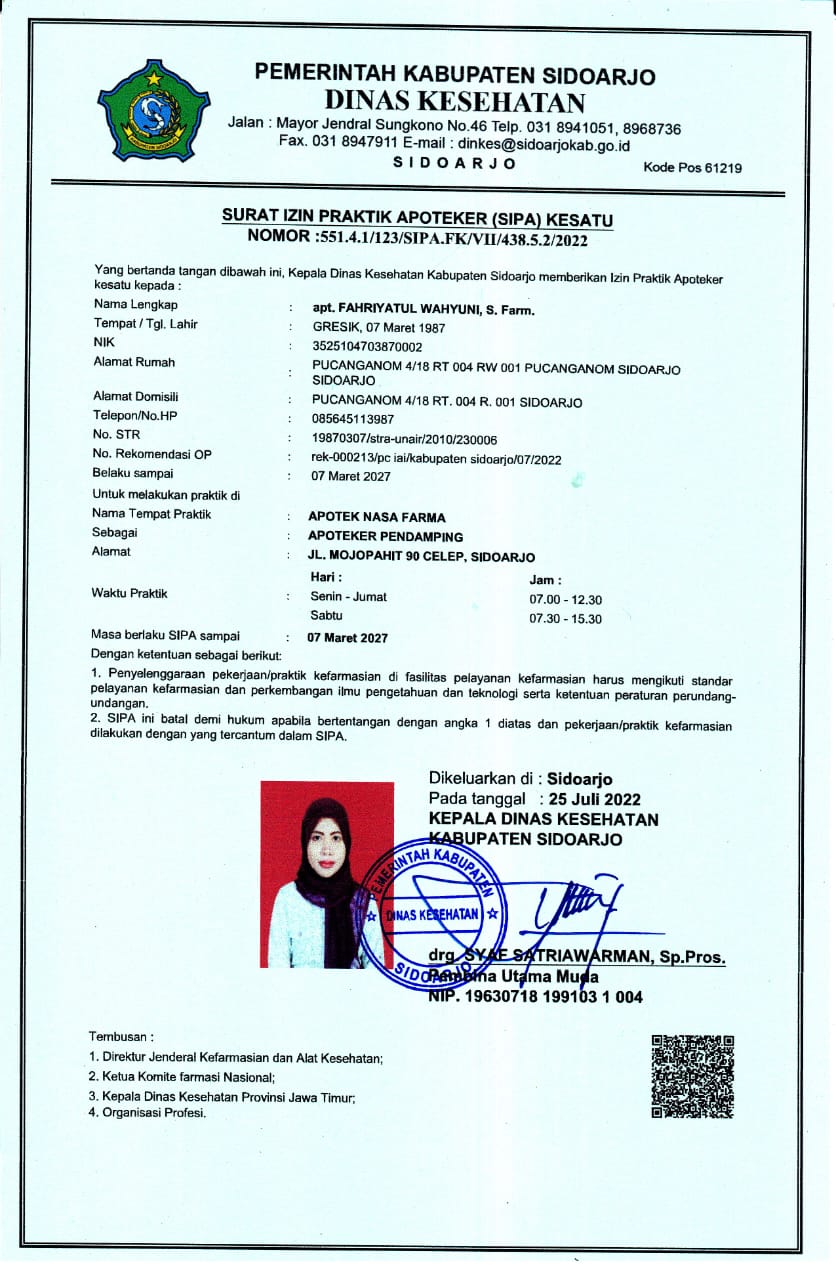 PEMERINTAH KABUPATEN SIDOARJO
DINAS KESEHATAN
Jalan : Mayor Jendral Sungkono No.46 Telp. 031 8941051, 8968736
Fax. 031 8947911 E-mail : dinkes@sidoarjokab.go.id
S I D O A R J O
Kode Pos 61219
SURAT IZIN PRAKTIK APOTEKER (SIPA) KESATU
NOMOR :551.4.1/123/SIPA.FK/VII/438.5.2/2022
Yang bertanda tangan dibawah ini, Kepala Dinas Kesehatan Kabupaten Sidoarjo memberikan Izin Praktik Apoteker
kesatu kepada :
Nama Lengkap : apt. FAHRIYATUL WAHYUNI, S. Farm.
Tempat / Tgl. Lahir : GRESIK, 07 Maret 1987
NIK : 3525104703870002
Alamat Rumah : PUCANGANOM 4/18 RT 004 RW 001 PUCANGANOM SIDOARJO
SIDOARJO
Alamat Domisili : PUCANGANOM 4/18 RT. 004 R. 001 SIDOARJO
Telepon/No.HP : 085645113987
No. STR : 19870307/stra-unair/2010/230006
No. Rekomendasi OP : rek-000213/pc iai/kabupaten sidoarjo/07/2022
Belaku sampai : 07 Maret 2027
Untuk melakukan praktik di
Nama Tempat Praktik : APOTEK NASA FARMA
Sebagai : APOTEKER PENDAMPING
Alamat : JL. MOJOPAHIT 90 CELEP, SIDOARJO
Hari : Jam :
Waktu Praktik : Senin - Jumat 07.00 - 12.30
Sabtu 07.30 - 15.30
Masa berlaku SIPA sampai : 07 Maret 2027
Dengan ketentuan sebagai berikut:
1. Penyelenggaraan pekerjaan/praktik kefarmasian di fasilitas pelayanan kefarmasian harus mengikuti standar
pelayanan kefarmasian dan perkembangan ilmu pengetahuan dan teknologi serta ketentuan peraturan perundang-
undangan.
2. SIPA ini batal demi hukum apabila bertentangan dengan angka 1 diatas dan pekerjaan/praktik kefarmasian
dilakukan dengan yang tercantum dalam SIPA.
Dikeluarkan di : Sidoarjo
Pada tanggal : 25 Juli 2022
KEPALA DINAS KESEHATAN
KABUPATEN SIDOARJO
PEMERINTAH KABUPATEN
DINAS KESEHATAN
SIDOARJO
drg. SYAF SATRIAWARMAN, Sp.Pros.
Pembina Utama Muda
NIP. 19630718 199103 1 004
Tembusan :
1. Direktur Jenderal Kefarmasian dan Alat Kesehatan;
2. Ketua Komite farmasi Nasional;
3. Kepala Dinas Kesehatan Provinsi Jawa Timur;
4. Organisasi Profesi.